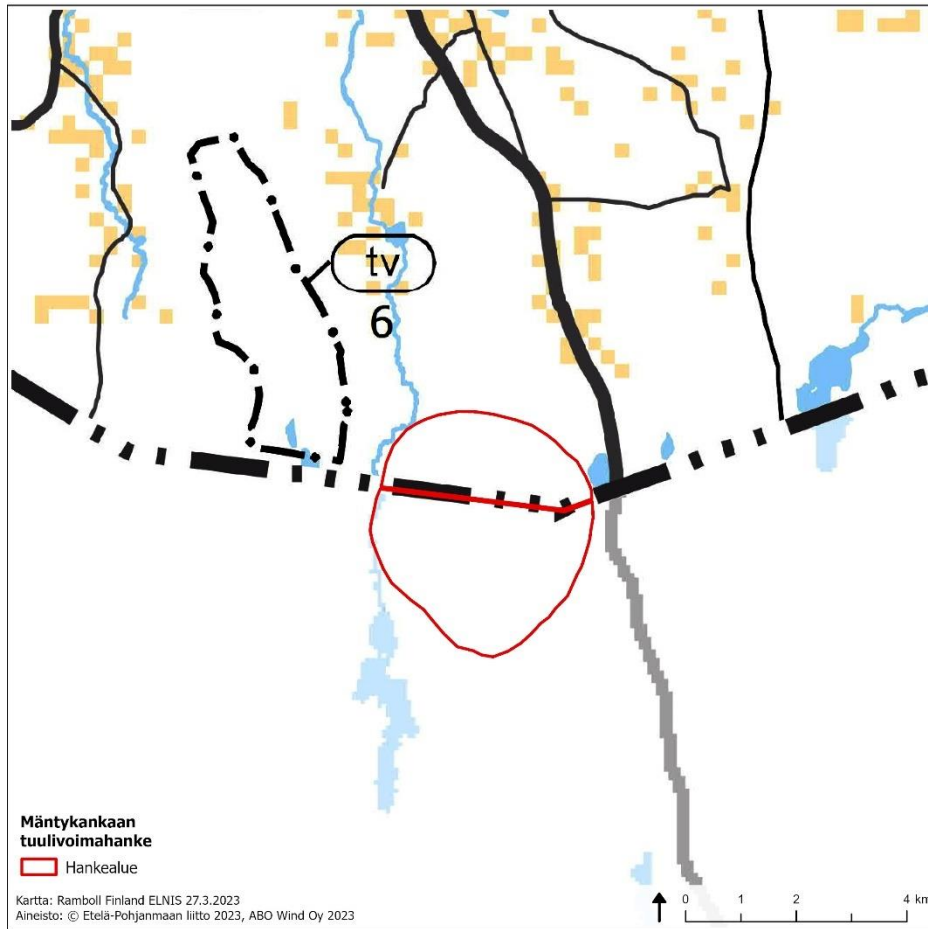 tv
6
Mäntykankaan
tuulivoimahanke
Hankealue
Kartta: Ramboll Finland ELNIS 27.3.2023
Aineisto: © Etelä-Pohjanmaan liitto 2023, ABO Wind Oy 2023
0 1 2 4 km